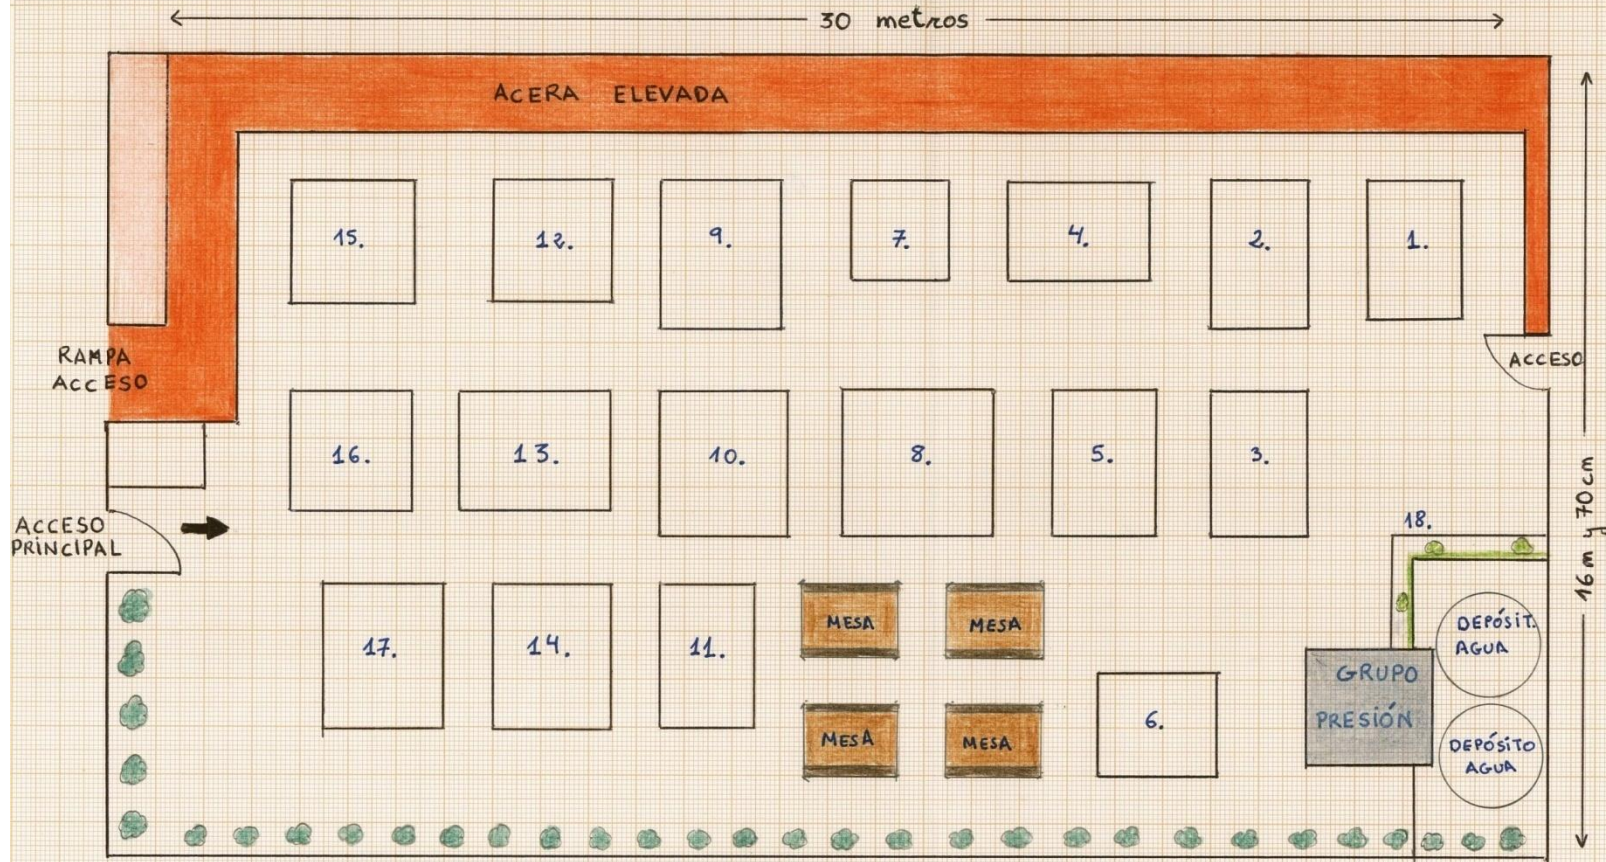 30 metros
ACERA ELEVADA
15.
12.
9.
7.
4.
2.
1.
RAMPA
ACCESO
ACCESO
16.
13.
10.
8.
5.
3.
16 m y 70 cm
ACCESO
PRINCIPAL
18.
17.
14.
11.
MESA
MESA
DEPÓSIT.
AGUA
GRUPO
PRESIÓN
6.
MESA
MESA
DEPÓSITO
AGUA